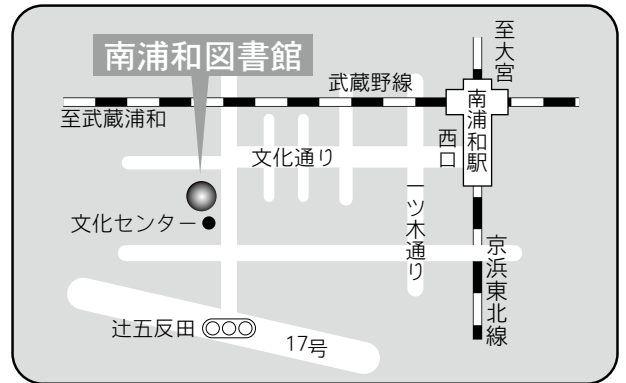 南浦和図書館
至大宮
武蔵野線
至武蔵浦和
南浦和駅
西口
文化通り
一ツ木通り
文化センター
京浜東北線
辻五反田
17号